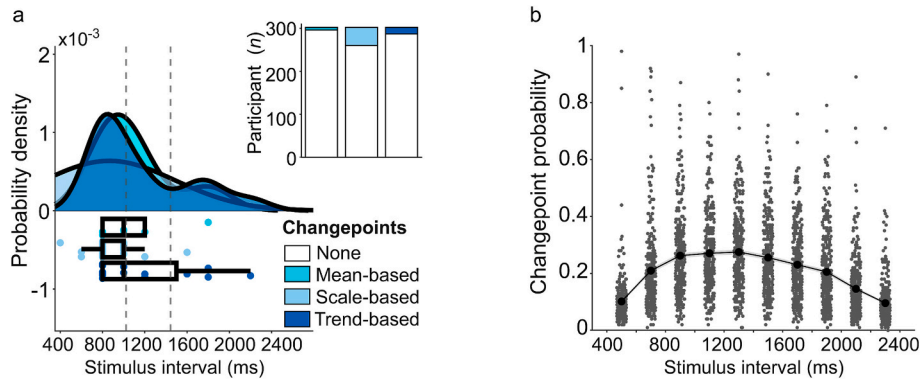 a
×10⁻³
2
1
0
-1
Probability density
400 800 1200 1600 2000 2400
Stimulus interval (ms)
300
200
100
0
Participant (n)
Changepoints
None
Mean-based
Scale-based
Trend-based
b
1
0.8
0.6
0.4
0.2
0
Changepoint probability
400 800 1200 1600 2000 2400
Stimulus interval (ms)